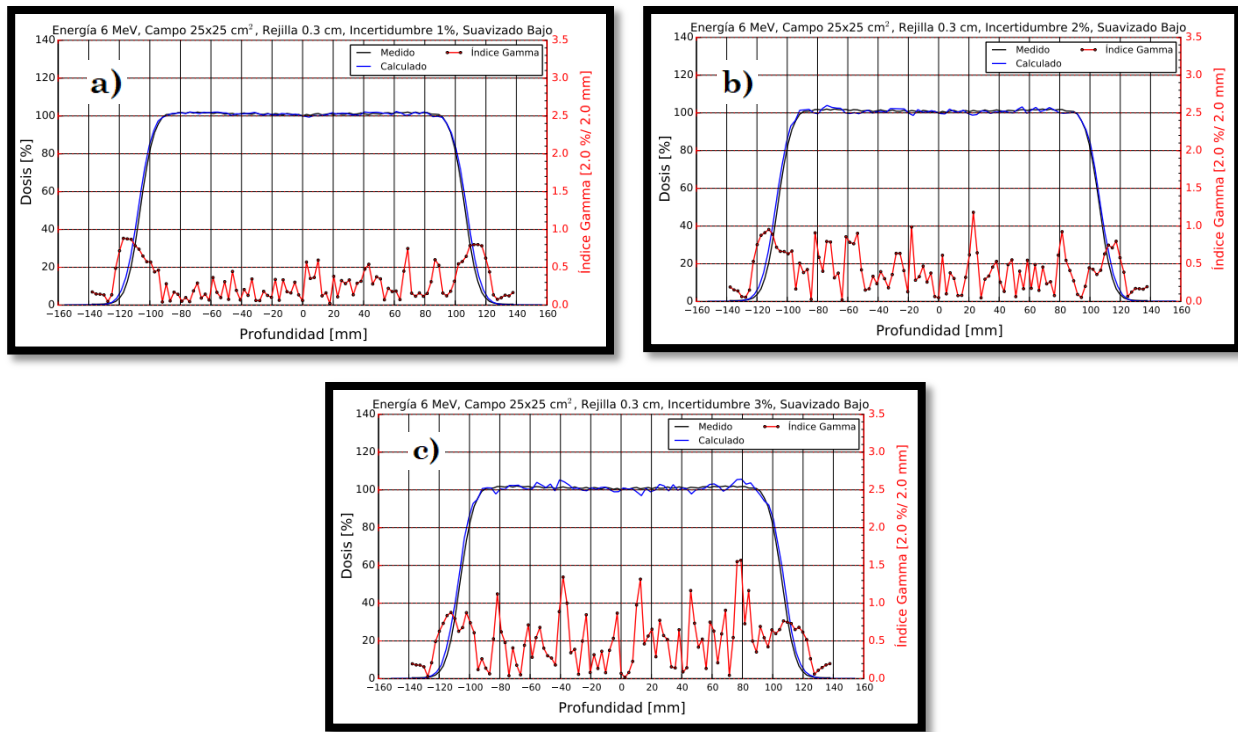 Energía 6 MeV, Campo 25x25 cm², Rejilla 0.3 cm, Incertidumbre 1%, Suavizado Bajo
a)
Medido
Calculado
Índice Gamma
Dosis [%]
140
120
100
80
60
40
20
0
3.5
3.0
2.5
2.0
1.5
1.0
0.5
0.0
Índice Gamma [2.0 %/ 2.0 mm]
−160 −140 −120 −100 −80 −60 −40 −20 0 20 40 60 80 100 120 140 160
Profundidad [mm]
Energía 6 MeV, Campo 25x25 cm², Rejilla 0.3 cm, Incertidumbre 2%, Suavizado Bajo
b)
Medido
Calculado
Índice Gamma
Dosis [%]
140
120
100
80
60
40
20
0
3.5
3.0
2.5
2.0
1.5
1.0
0.5
0.0
Índice Gamma [2.0 %/ 2.0 mm]
−160 −140 −120 −100 −80 −60 −40 −20 0 20 40 60 80 100 120 140 160
Profundidad [mm]
Energía 6 MeV, Campo 25x25 cm², Rejilla 0.3 cm, Incertidumbre 3%, Suavizado Bajo
c)
Medido
Calculado
Índice Gamma
Dosis [%]
140
120
100
80
60
40
20
0
3.5
3.0
2.5
2.0
1.5
1.0
0.5
0.0
Índice Gamma [2.0 %/ 2.0 mm]
−160 −140 −120 −100 −80 −60 −40 −20 0 20 40 60 80 100 120 140 160
Profundidad [mm]